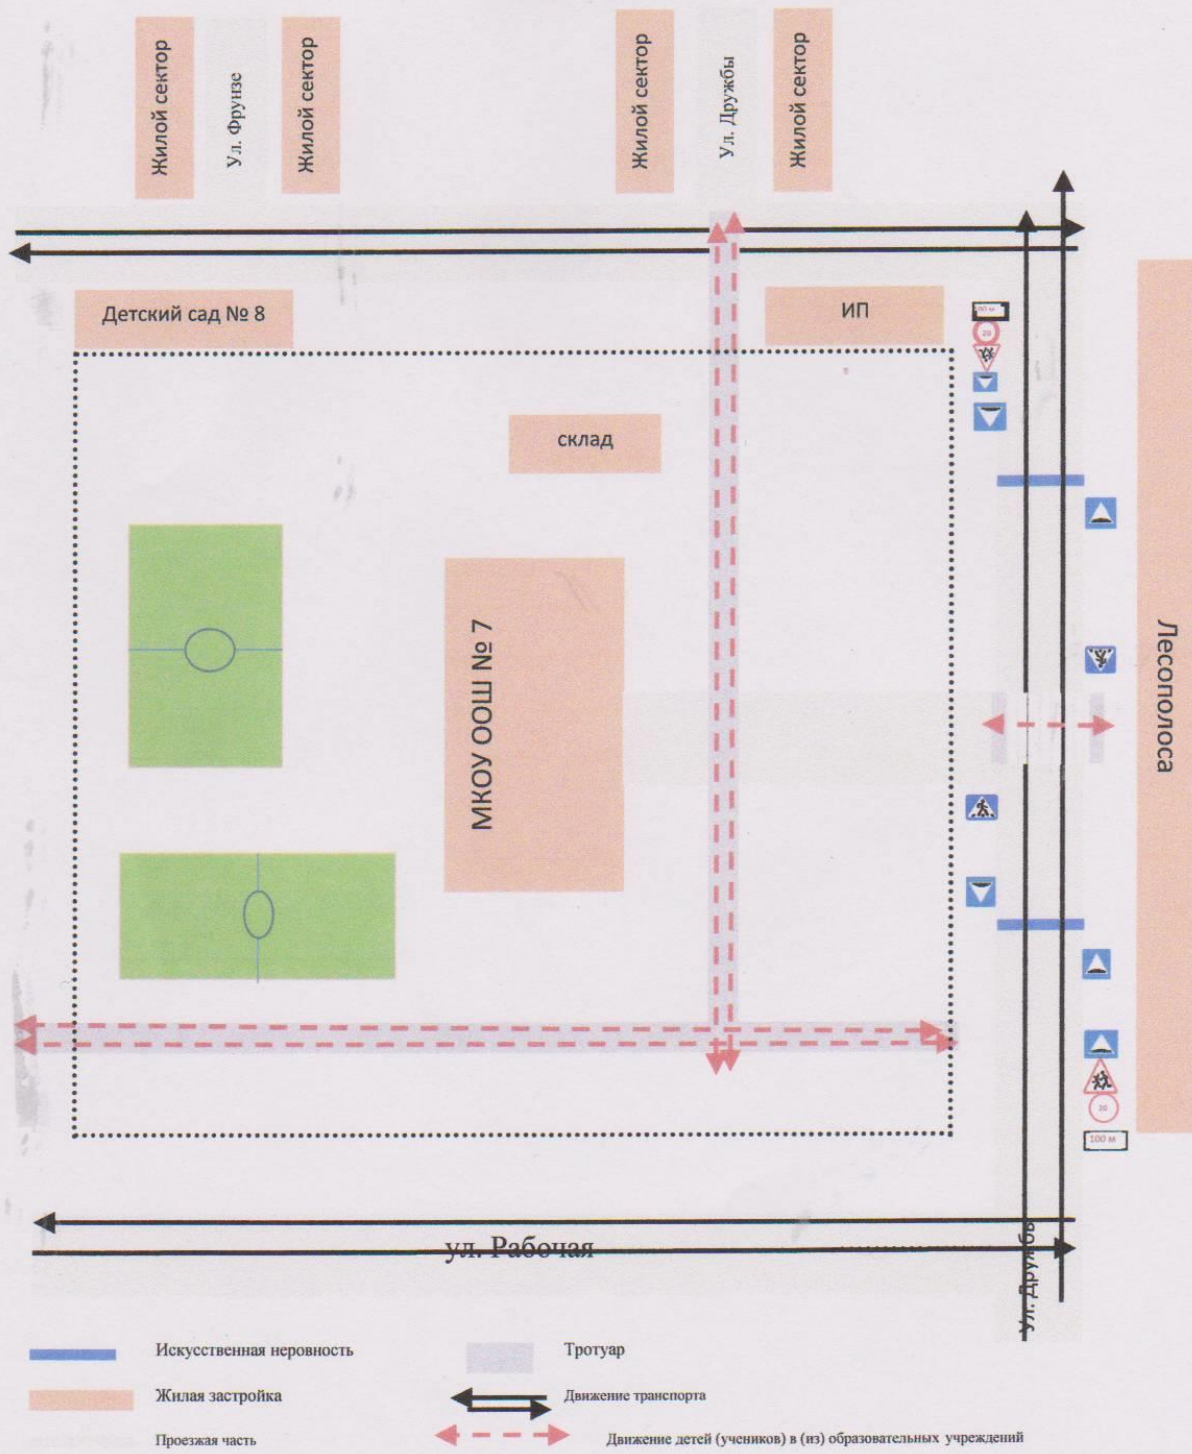 Жилой сектор
Ул. Фрунзе
Жилой сектор
Жилой сектор
Ул. Дружбы
Жилой сектор
Детский сад № 8
ИП
20
склад
МКОУ ООШ № 7
Лесополоса
20
100 м
ул. Рабочая
Ул. Дружбы
Искусственная неровность
Тротуар
Жилая застройка
Движение транспорта
Проезжая часть
Движение детей (учеников) в (из) образовательных учреждений